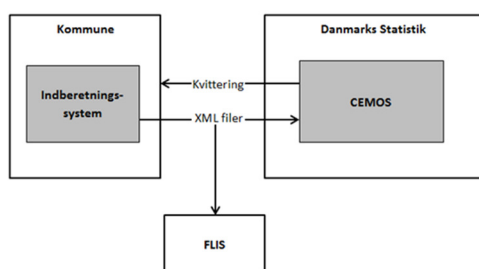 Kommune
Danmarks Statistik
Indberetnings-
system
Kvittering
XML filer
CEMOS
FLIS